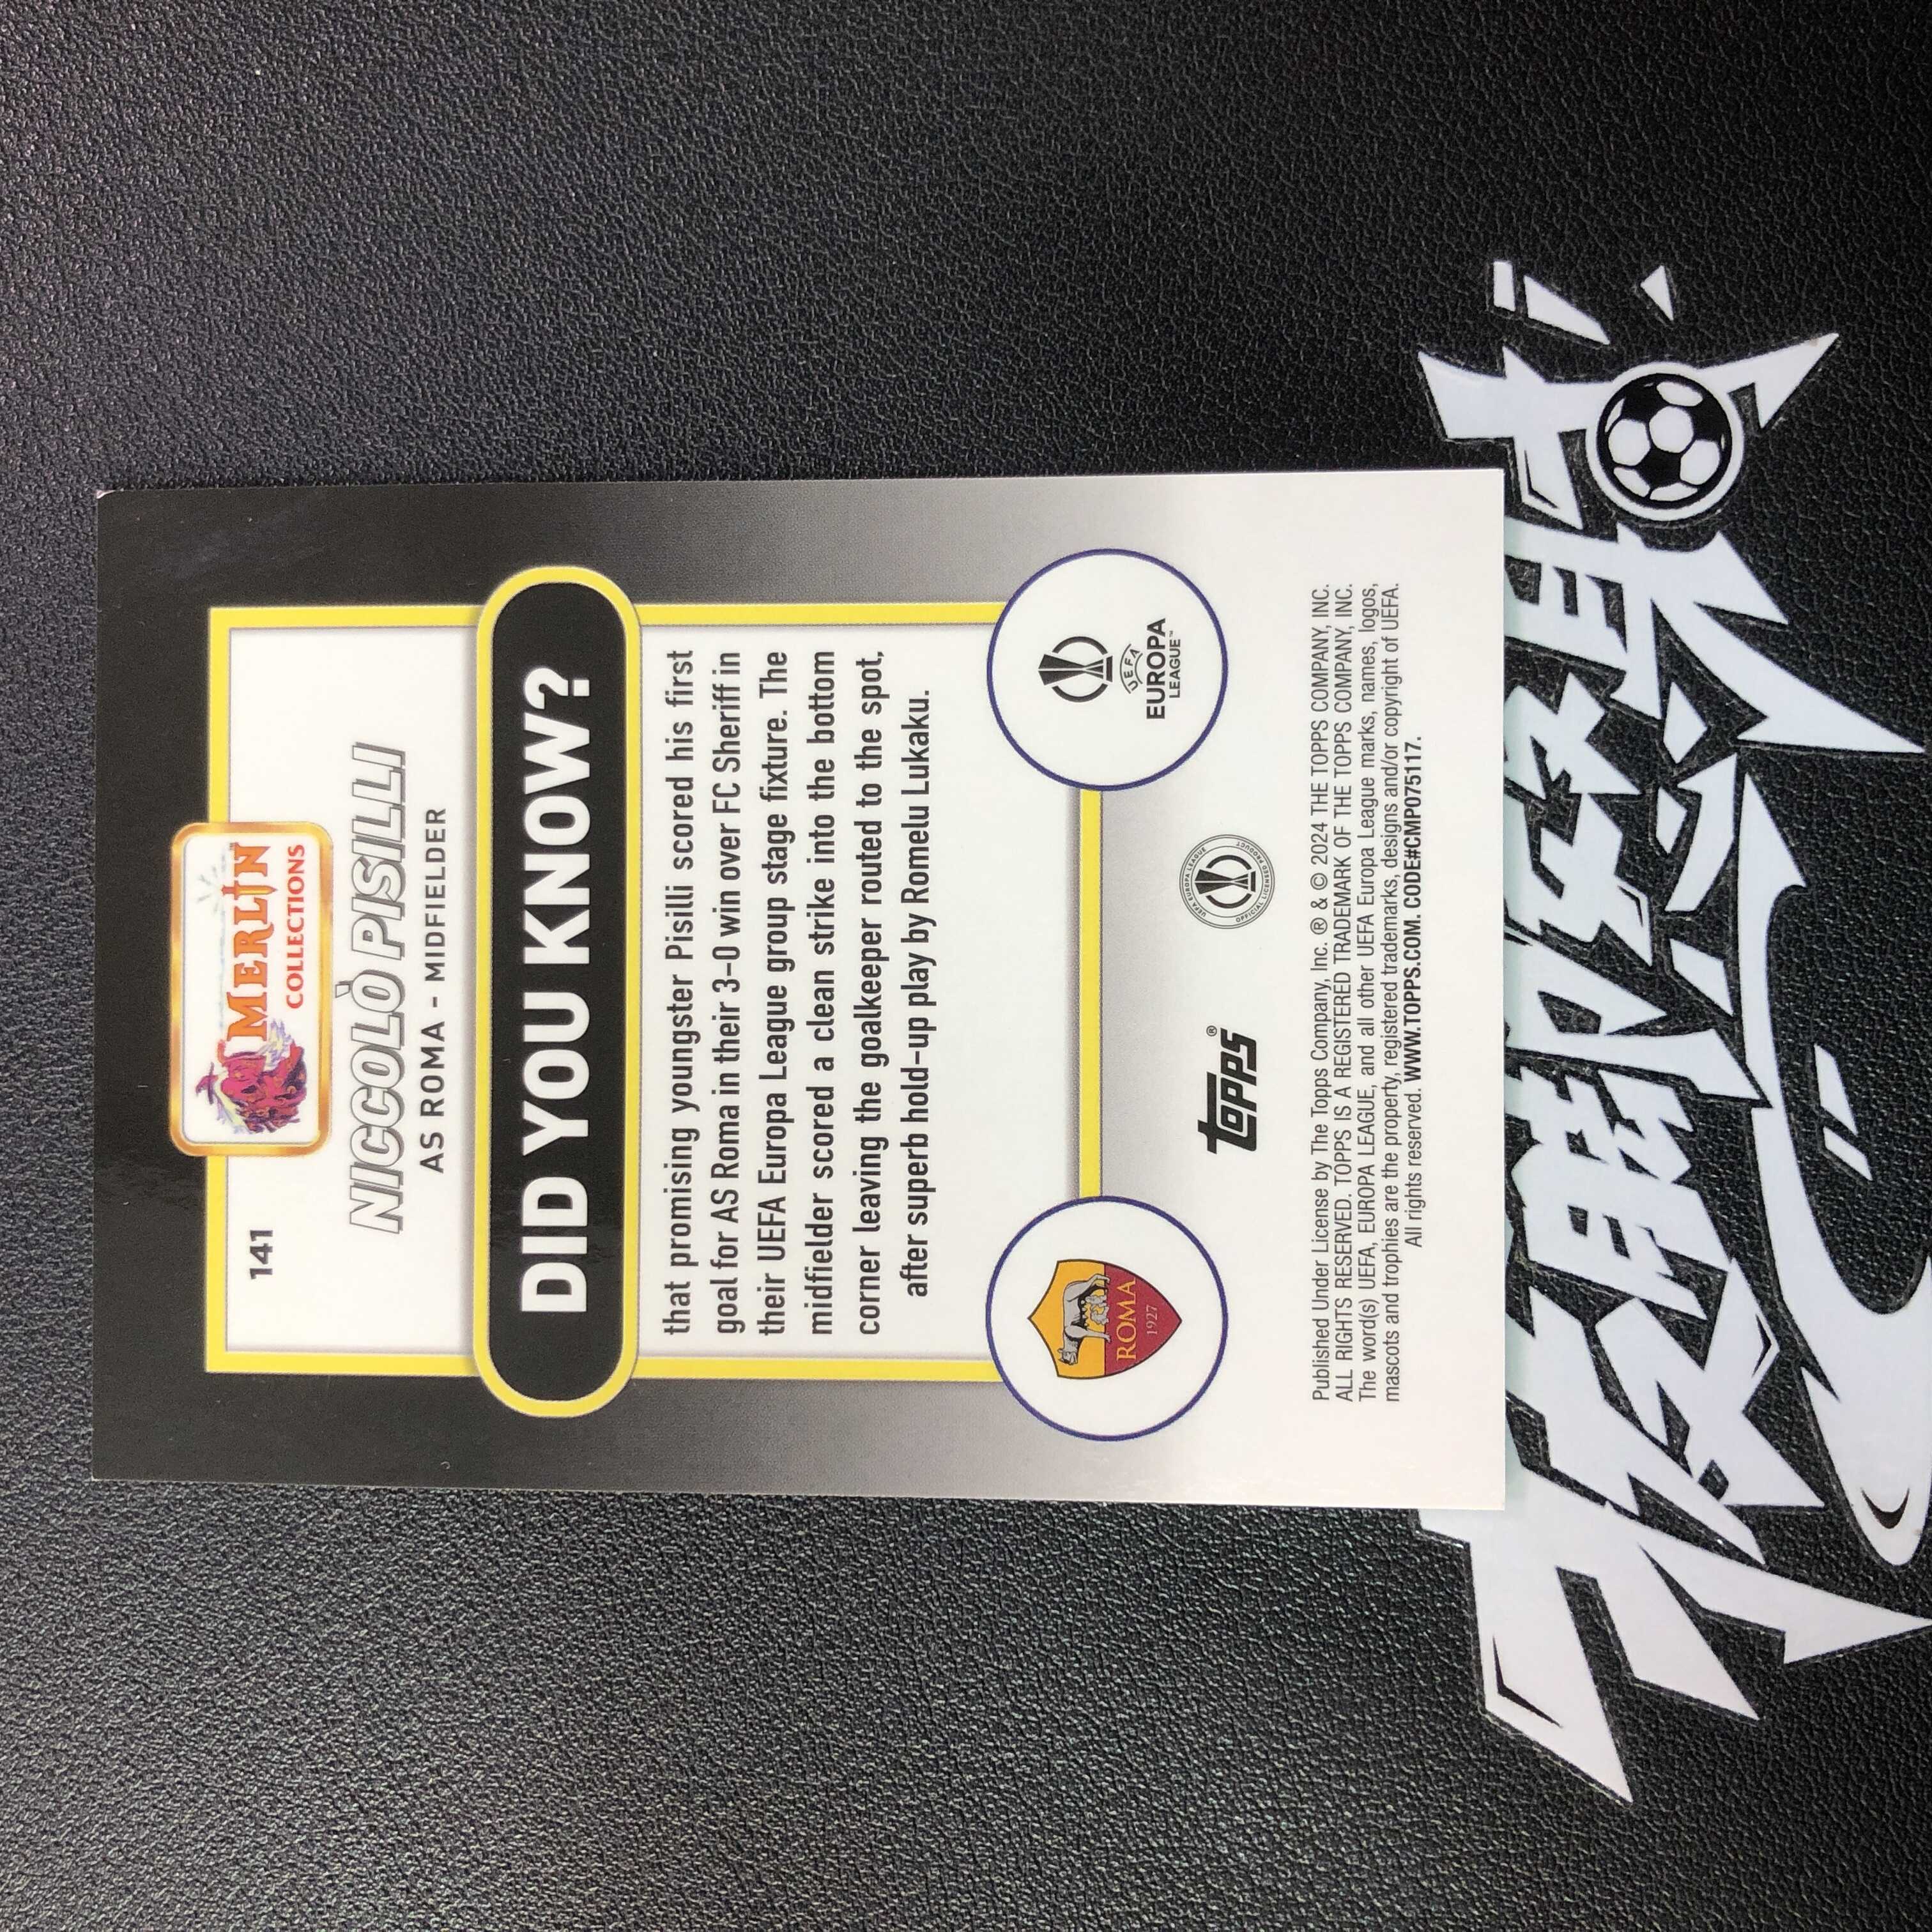 141
MERLIN
COLLECTIONS
NICCOLÒ PISILLI
AS ROMA - MIDFIELDER
DID YOU KNOW?
that promising youngster Pisilli scored his first
goal for AS Roma in their 3-0 win over FC Sheriff in
their UEFA Europa League group stage fixture. The
midfielder scored a clean strike into the bottom
corner leaving the goalkeeper routed to the spot,
after superb hold-up play by Romelu Lukaku.
ROMA
1927
UEFA
EUROPA
LEAGUE™
UEFA EUROPA LEAGUE
OFFICIAL LICENSED PRODUCT
topps®
Published Under License by The Topps Company, Inc. ® & © 2024 THE TOPPS COMPANY, INC.
ALL RIGHTS RESERVED. TOPPS IS A REGISTERED TRADEMARK OF THE TOPPS COMPANY, INC.
The word(s) UEFA, EUROPA LEAGUE, and all other UEFA Europa League marks, names, logos,
mascots and trophies are the property, registered trademarks, designs and/or copyright of UEFA.
All rights reserved. WWW.TOPPS.COM. CODE#CMP075117.